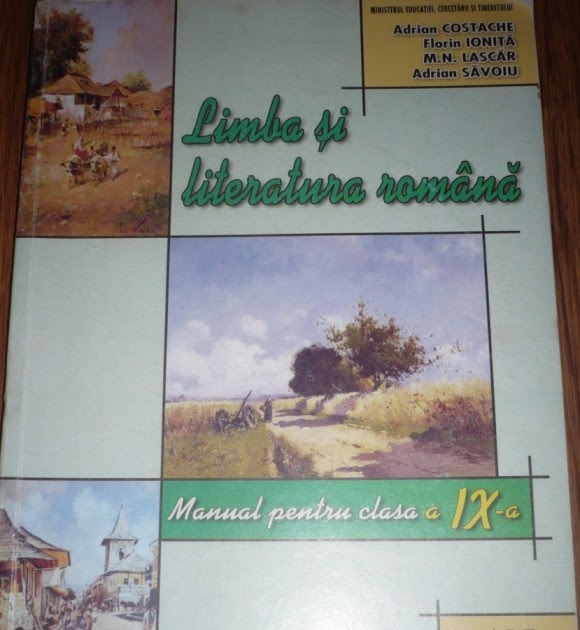 MINISTERUL EDUCAȚIEI, CERCETĂRII ȘI TINERETULUI
Adrian COSTACHE
Florin IONIȚĂ
M.N. LASCĂR
Adrian SĂVOIU
Limba și
literatura română
Manual pentru clasa a IX-a